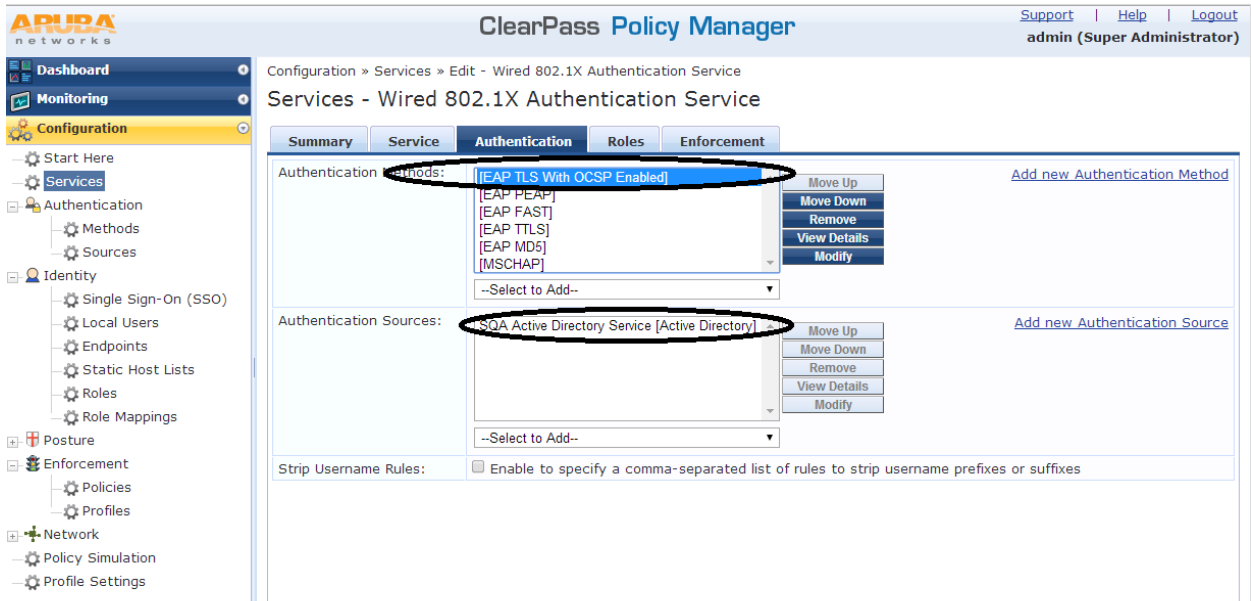 ARUBA
networks
ClearPass Policy Manager
Support | Help | Logout
admin (Super Administrator)
Dashboard
Monitoring
Configuration
Start Here
Services
Authentication
Methods
Sources
Identity
Single Sign-On (SSO)
Local Users
Endpoints
Static Host Lists
Roles
Role Mappings
Posture
Enforcement
Policies
Profiles
Network
Policy Simulation
Profile Settings
Configuration » Services » Edit - Wired 802.1X Authentication Service
Services - Wired 802.1X Authentication Service
Summary Service Authentication Roles Enforcement
Authentication Methods:
[EAP TLS With OCSP Enabled]
[EAP PEAP]
[EAP FAST]
[EAP TTLS]
[EAP MD5]
[MSCHAP]
Move Up
Move Down
Remove
View Details
Modify
Add new Authentication Method
--Select to Add--
Authentication Sources:
SQA Active Directory Service [Active Directory]
Move Up
Move Down
Remove
View Details
Modify
Add new Authentication Source
--Select to Add--
Strip Username Rules:
Enable to specify a comma-separated list of rules to strip username prefixes or suffixes